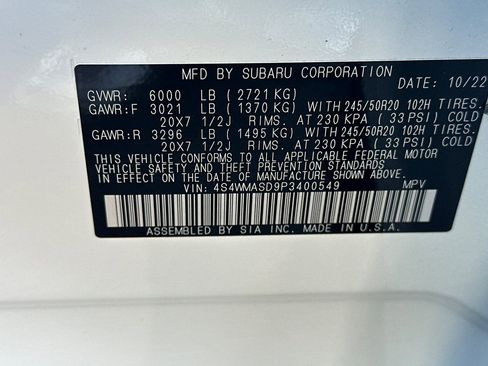 MFD BY SUBARU CORPORATION
DATE: 10/22
GVWR: 6000 LB (2721 KG)
GAWR:F 3021 LB (1370 KG) WITH 245/50R20 102H TIRES.
20X7 1/2J RIMS. AT 230 KPA (33 PSI) COLD
GAWR:R 3296 LB (1495 KG) WITH 245/50R20 102H TIRES.
20X7 1/2J RIMS. AT 230 KPA (33 PSI) COLD
THIS VEHICLE CONFORMS TO ALL APPLICABLE FEDERAL MOTOR
VEHICLE SAFETY AND THEFT PREVENTION STANDARDS
IN EFFECT ON THE DATE OF MANUFACTURE SHOWN ABOVE.
VIN: 4S4WMASD9P3400549 MPV
ASSEMBLED BY SIA INC. MADE IN U.S.A.